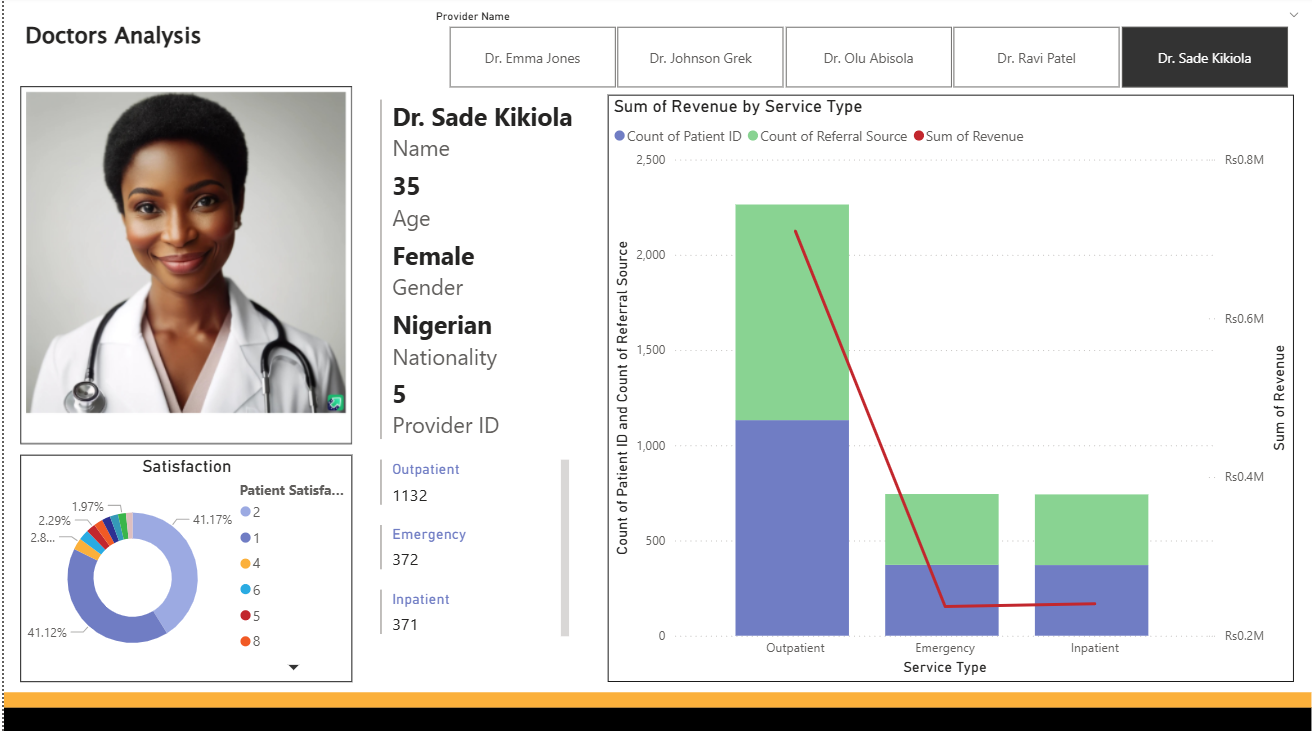 Doctors Analysis
Provider Name
Dr. Emma Jones
Dr. Johnson Grek
Dr. Olu Abisola
Dr. Ravi Patel
Dr. Sade Kikiola
Dr. Sade Kikiola
Name
35
Age
Female
Gender
Nigerian
Nationality
5
Provider ID
Satisfaction
Patient Satisfa...
2
1
4
6
5
8
1.97%
2.29%
2.8...
41.17%
41.12%
Outpatient
1132
Emergency
372
Inpatient
371
Sum of Revenue by Service Type
Count of Patient ID Count of Referral Source Sum of Revenue
Count of Patient ID and Count of Referral Source
2,500
2,000
1,500
1,000
500
0
Rs0.8M
Rs0.6M
Rs0.4M
Rs0.2M
Sum of Revenue
Outpatient
Emergency
Inpatient
Service Type